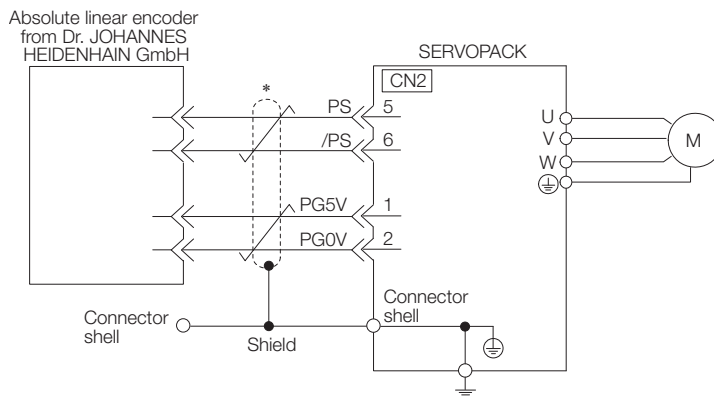 Absolute linear encoder
from Dr. JOHANNES
HEIDENHAIN GmbH
SERVOPACK
CN2
*
PS 5
/PS 6
PG5V 1
PG0V 2
U
V
W
M
Connector
shell
Shield
Connector
shell